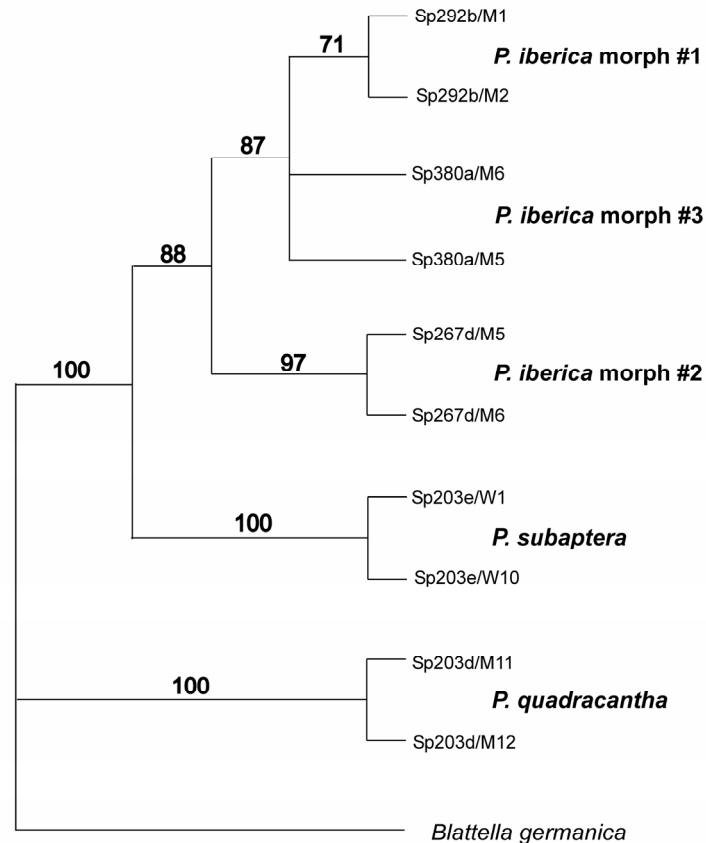 Sp292b/M1
71
P. iberica morph #1
Sp292b/M2
87
Sp380a/M6
P. iberica morph #3
88
Sp380a/M5
Sp267d/M5
97
P. iberica morph #2
100
Sp267d/M6
Sp203e/W1
100
P. subaptera
Sp203e/W10
Sp203d/M11
100
P. quadracantha
Sp203d/M12
Blattella germanica